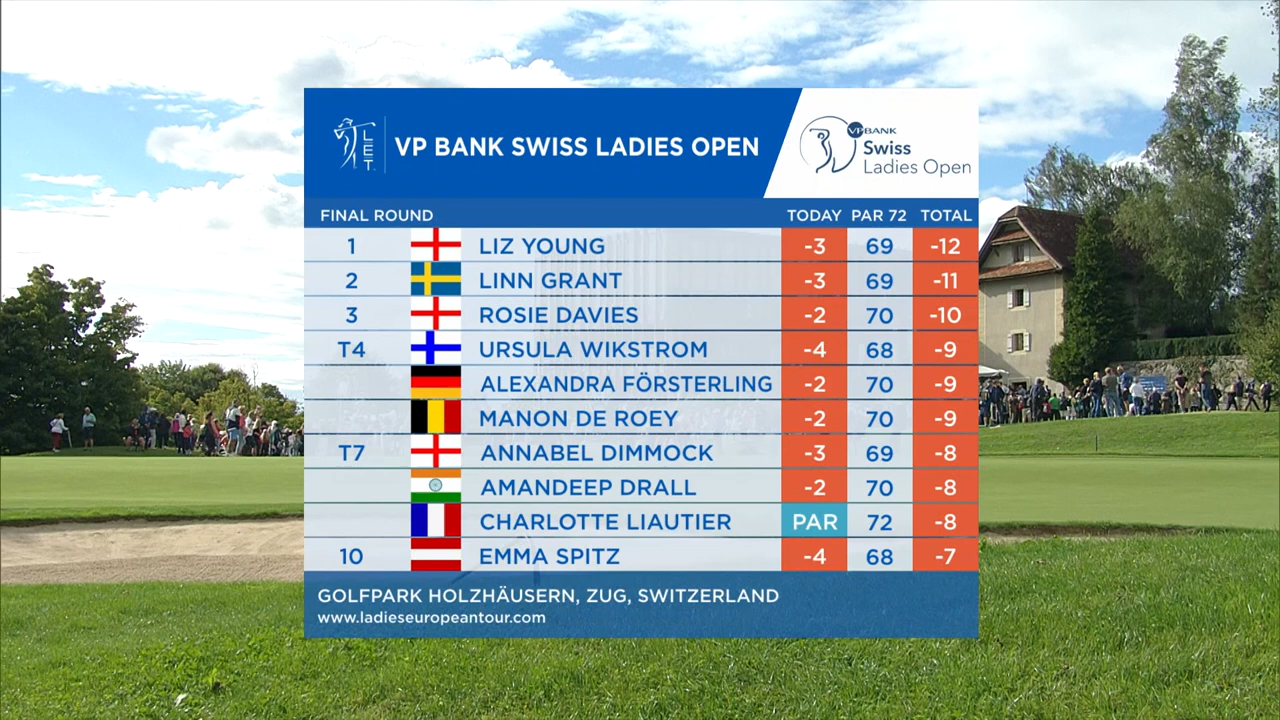 LET
VP BANK SWISS LADIES OPEN
VP BANK
Swiss
Ladies Open
FINAL ROUND TODAY PAR 72 TOTAL
1 LIZ YOUNG -3 69 -12
2 LINN GRANT -3 69 -11
3 ROSIE DAVIES -2 70 -10
T4 URSULA WIKSTROM -4 68 -9
ALEXANDRA FÖRSTERLING -2 70 -9
MANON DE ROEY -2 70 -9
T7 ANNABEL DIMMOCK -3 69 -8
AMANDEEP DRALL -2 70 -8
CHARLOTTE LIAUTIER PAR 72 -8
10 EMMA SPITZ -4 68 -7
GOLFPARK HOLZHÄUSERN, ZUG, SWITZERLAND
www.ladieseuropeantour.com